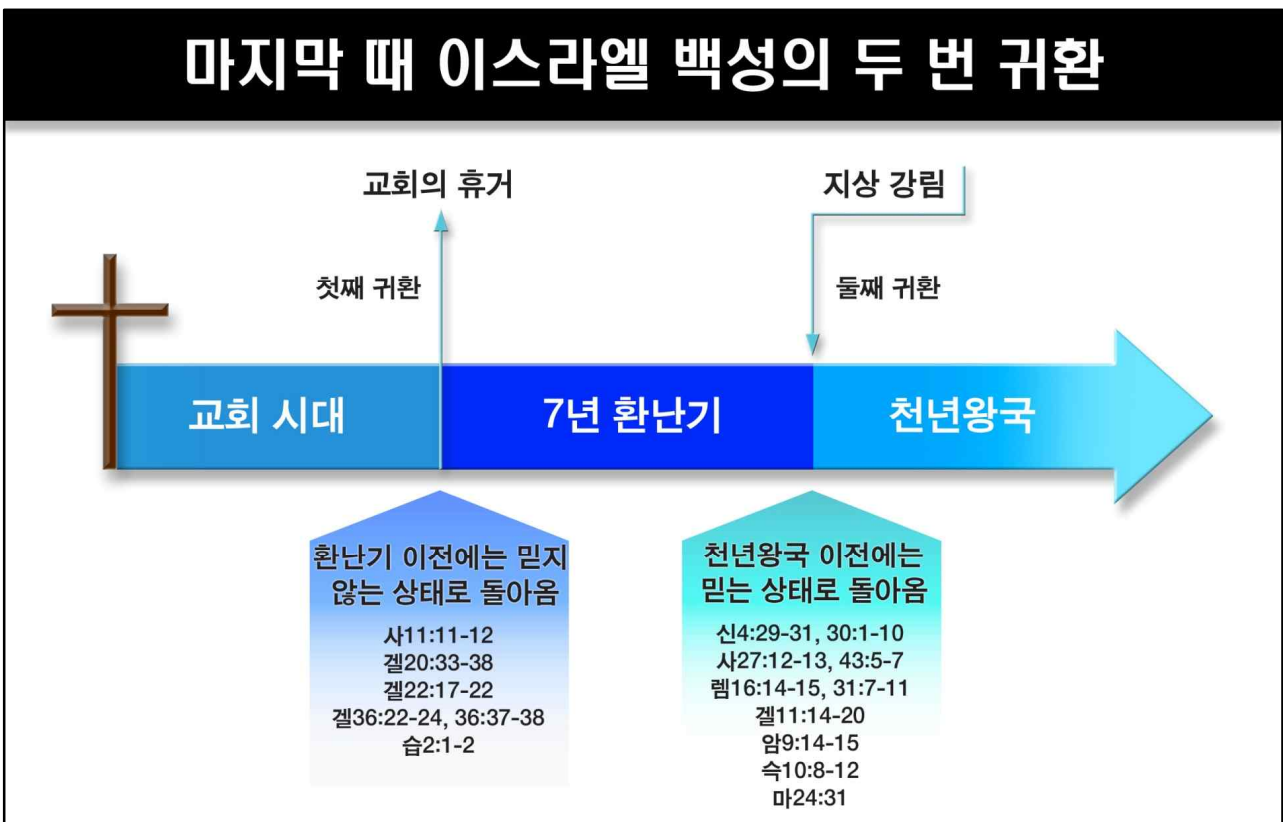 마지막 때 이스라엘 백성의 두 번 귀환
교회의 휴거
지상 강림
첫째 귀환
둘째 귀환
교회 시대
7년 환난기
천년왕국
환난기 이전에는 믿지
않는 상태로 돌아옴
사11:11-12
겔20:33-38
겔22:17-22
겔36:22-24, 36:37-38
습2:1-2
천년왕국 이전에는
믿는 상태로 돌아옴
신4:29-31, 30:1-10
사27:12-13, 43:5-7
렘16:14-15, 31:7-11
겔11:14-20
암9:14-15
슥10:8-12
마24:31